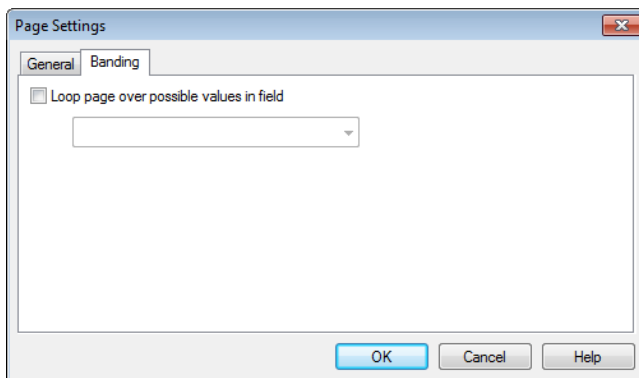 Page Settings
General Banding
Loop page over possible values in field
OK Cancel Help